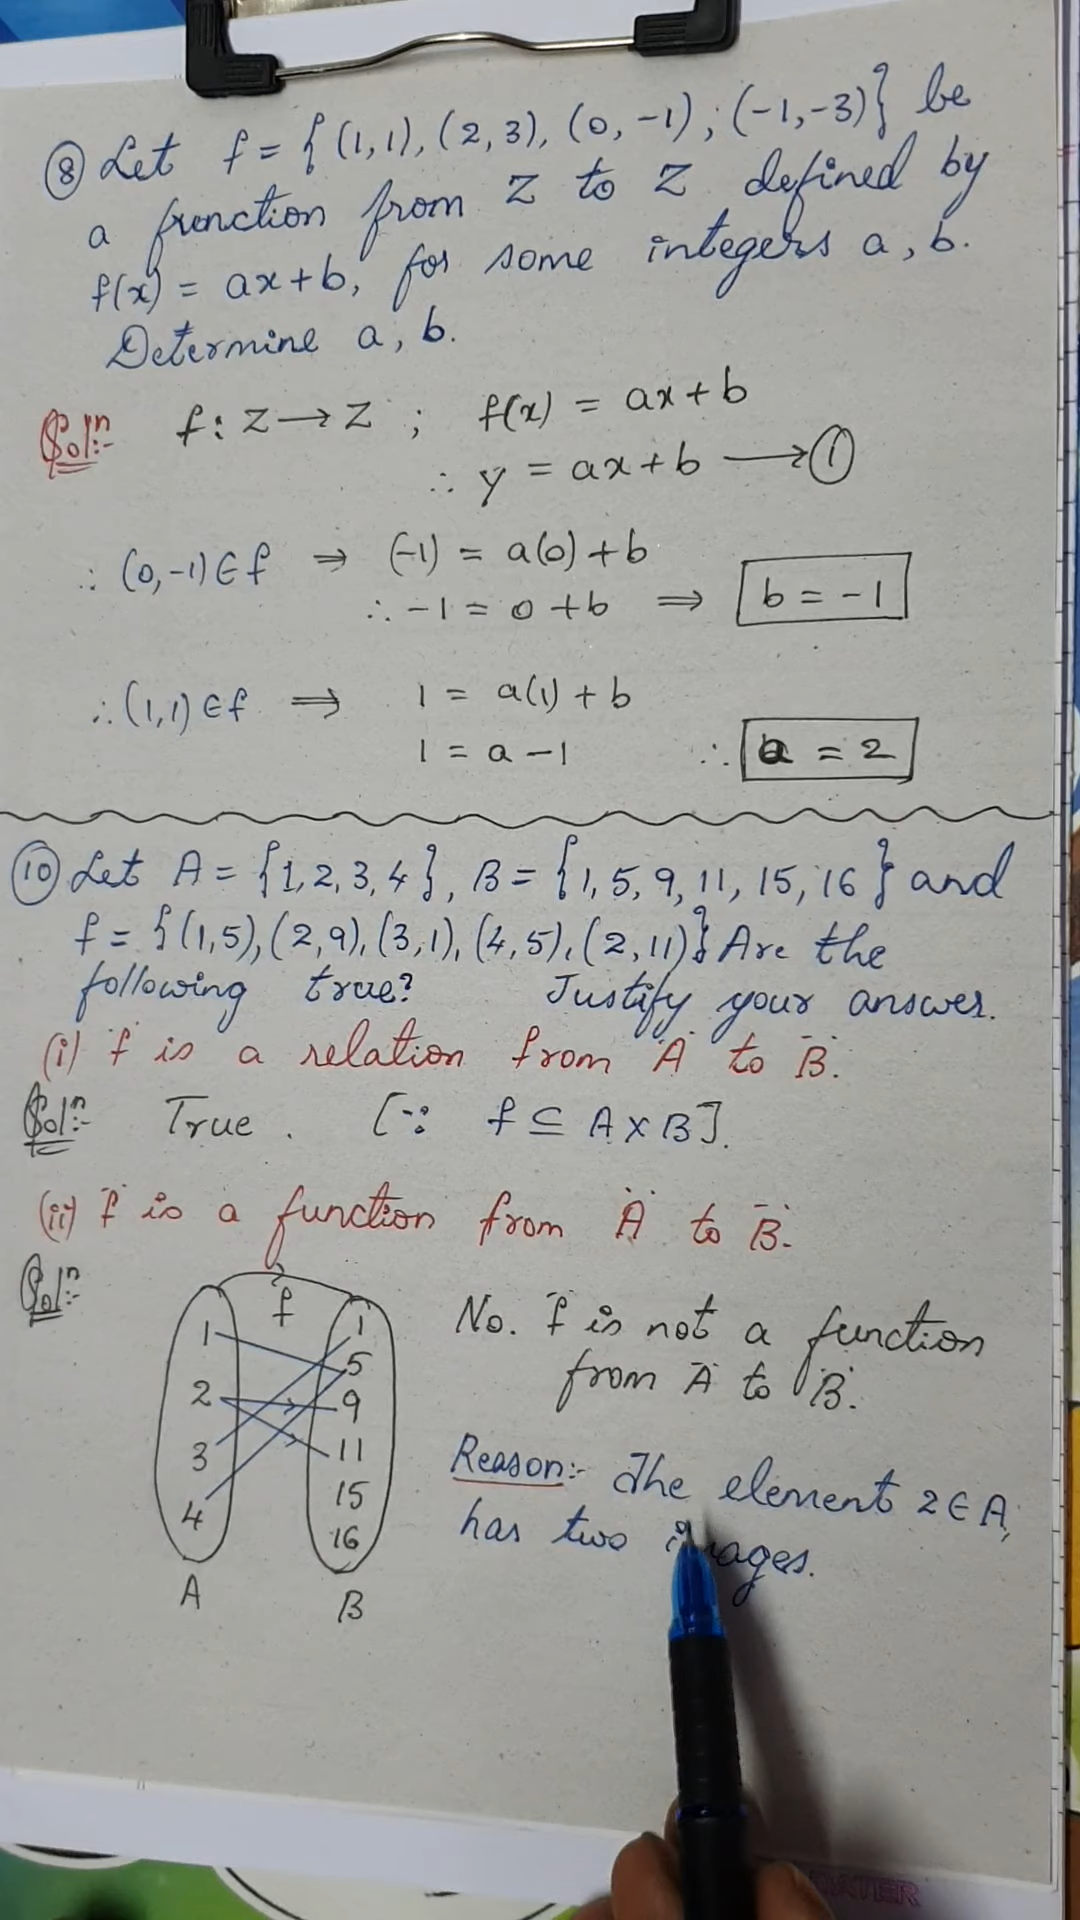 ⑧ Let f = {(1,1), (2,3), (0,-1), (-1,-3)} be
a function from Z to Z defined by
f(x) = ax+b, for some integers a, b.
Determine a, b.
Solⁿ:- f: Z → Z ; f(x) = ax+b
∴ y = ax+b → ①
∴ (0,-1) ∈ f ⇒ (-1) = a(0)+b
∴ -1 = 0+b ⇒ b = -1
∴ (1,1) ∈ f ⇒ 1 = a(1)+b
1 = a-1 ∴ a = 2
⑩ Let A = {1,2,3,4}, B = {1,5,9,11,15,16} and
f = {(1,5),(2,9),(3,1),(4,5),(2,11)} Are the
following true? Justify your answer.
(i) f is a relation from 'A' to 'B'.
Solⁿ:- True. [∵ f ⊆ A×B].
(ii) f is a function from 'A' to 'B'.
Solⁿ:-
f
1 1
5
2 9
3 11
15
4 16
A B
No. f is not a function
from 'A' to 'B'.
Reason:- The element 2 ∈ A,
has two images.